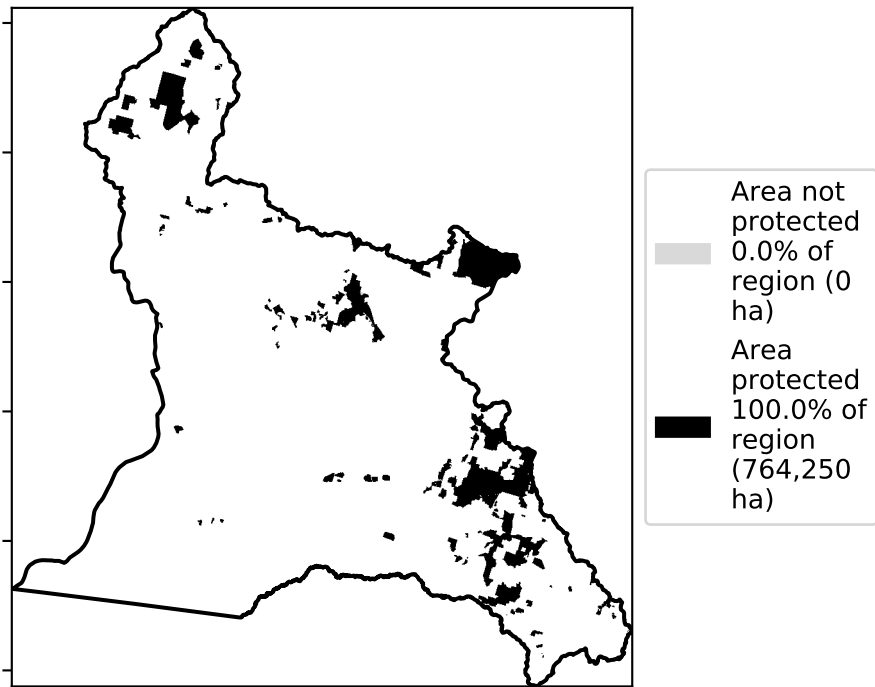 Area not
protected
0.0% of
region (0
ha)
Area
protected
100.0% of
region
(764,250
ha)